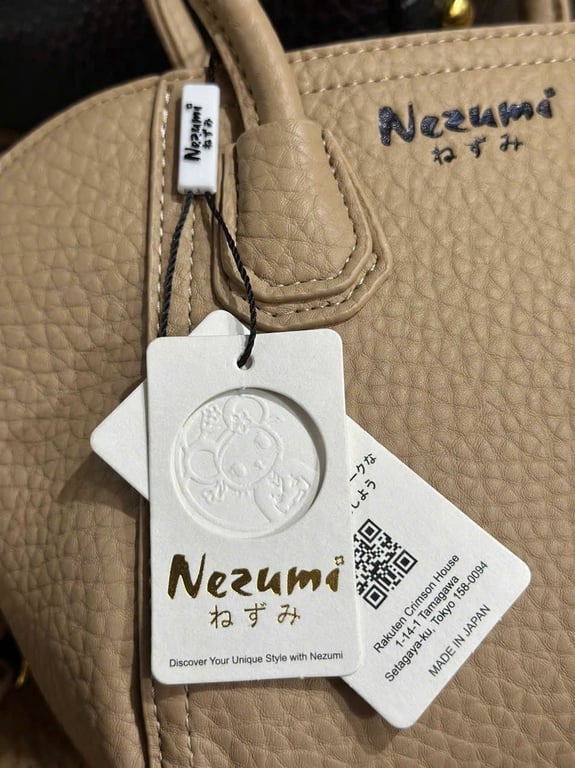 Nezumi
ねずみ
Nezumi
ねずみ
Nezumi
ねずみ
Discover Your Unique Style with Nezumi
ークな
しよう
Rakuten Crimson House
1-14-1 Tamagawa
Setagaya-ku, Tokyo 158-0094
MADE IN JAPAN